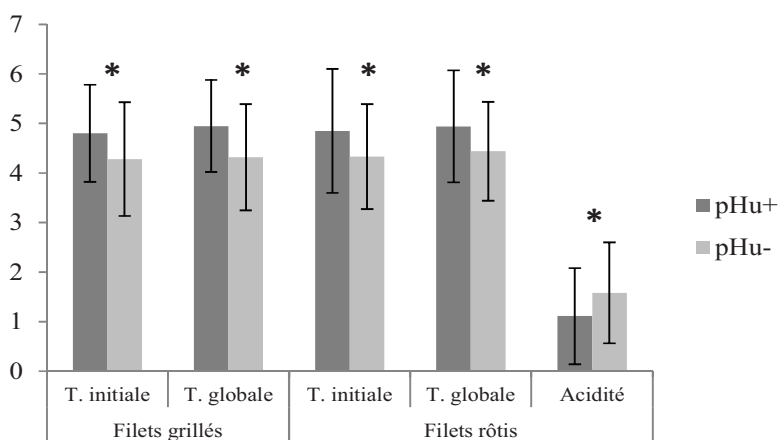 7
6
* * * *
5
4
3
pHu+
*
pHu-
2
1
0
T. initiale T. globale T. initiale T. globale Acidité
Filets grillés Filets rôtis